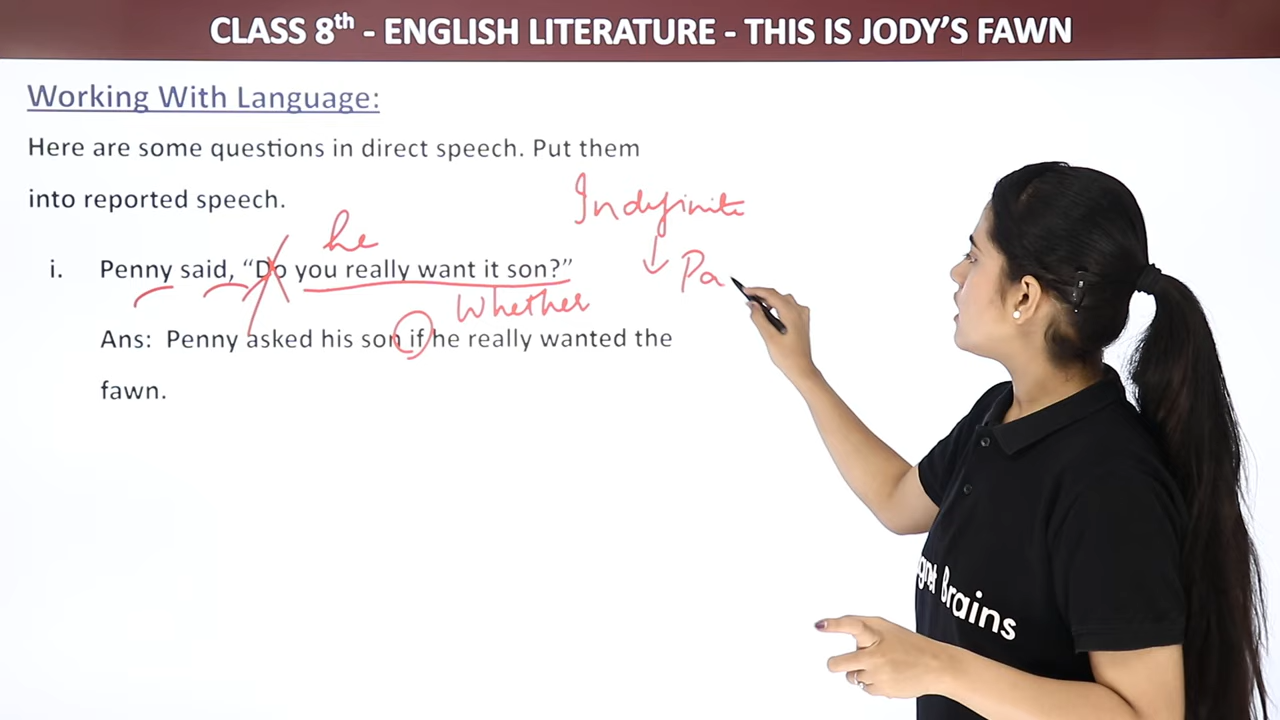 CLASS 8th - ENGLISH LITERATURE - THIS IS JODY’S FAWN
Working With Language:
Here are some questions in direct speech. Put them
into reported speech.
Indefinite
he
Pa
i. Penny said, “Do you really want it son?”
Whether
Ans: Penny asked his son if he really wanted the
fawn.
gnet Brains